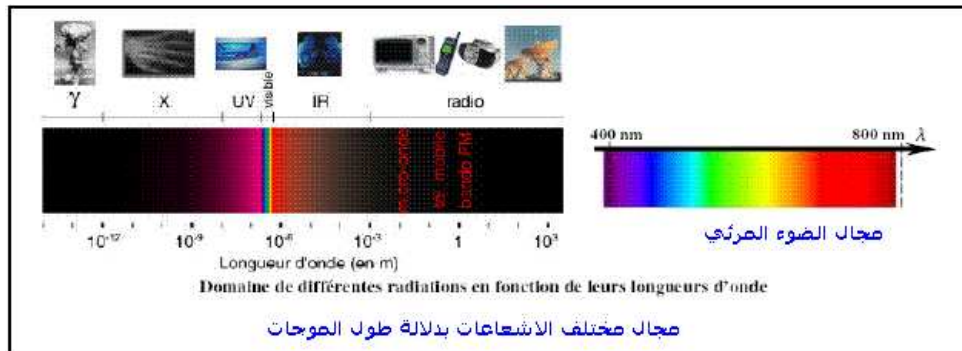 γ X UV visible IR radio
micro-onde
tél. mobile
bande FM
10⁻¹² 10⁻⁹ 10⁻⁶ 10⁻³ 1 10³
Longueur d'onde (en m)
400 nm 800 nm λ
مجال الضوء المرئي
Domaine de différentes radiations en fonction de leurs longueurs d'onde
مجال مختلف الاشعاعات بدلالة طول الموجات